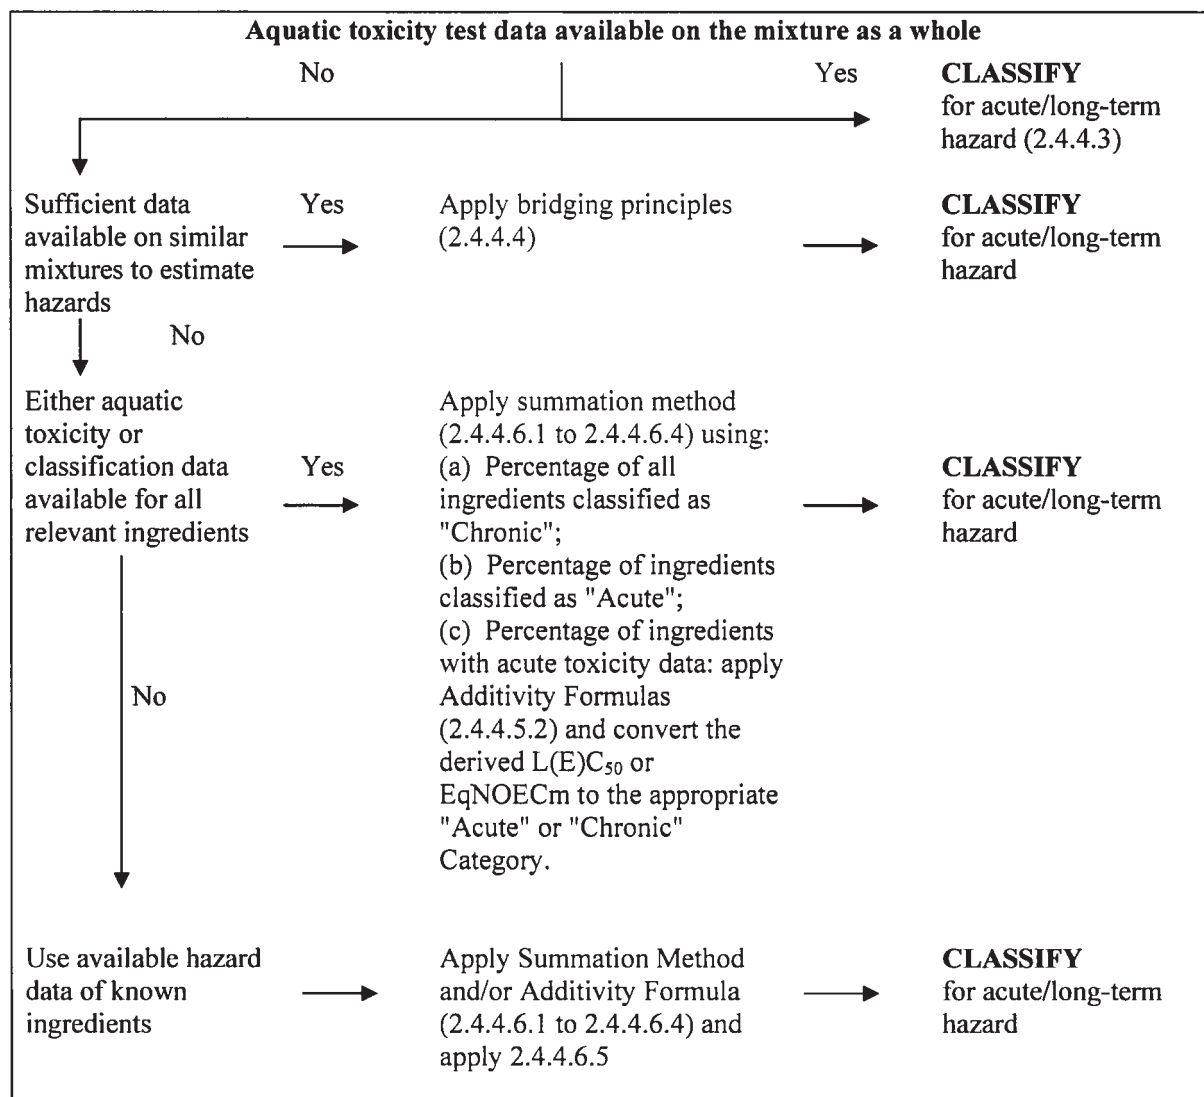 Aquatic toxicity test data available on the mixture as a whole
No
Yes
CLASSIFY
for acute/long-term
hazard (2.4.4.3)
Sufficient data
available on similar
mixtures to estimate
hazards
Yes
Apply bridging principles
(2.4.4.4)
CLASSIFY
for acute/long-term
hazard
No
Either aquatic
toxicity or
classification data
available for all
relevant ingredients
Yes
Apply summation method
(2.4.4.6.1 to 2.4.4.6.4) using:
(a) Percentage of all
ingredients classified as
"Chronic";
(b) Percentage of ingredients
classified as "Acute";
(c) Percentage of ingredients
with acute toxicity data: apply
Additivity Formulas
(2.4.4.5.2) and convert the
derived L(E)C₅₀ or
EqNOECm to the appropriate
"Acute" or "Chronic"
Category.
CLASSIFY
for acute/long-term
hazard
No
Use available hazard
data of known
ingredients
Apply Summation Method
and/or Additivity Formula
(2.4.4.6.1 to 2.4.4.6.4) and
apply 2.4.4.6.5
CLASSIFY
for acute/long-term
hazard